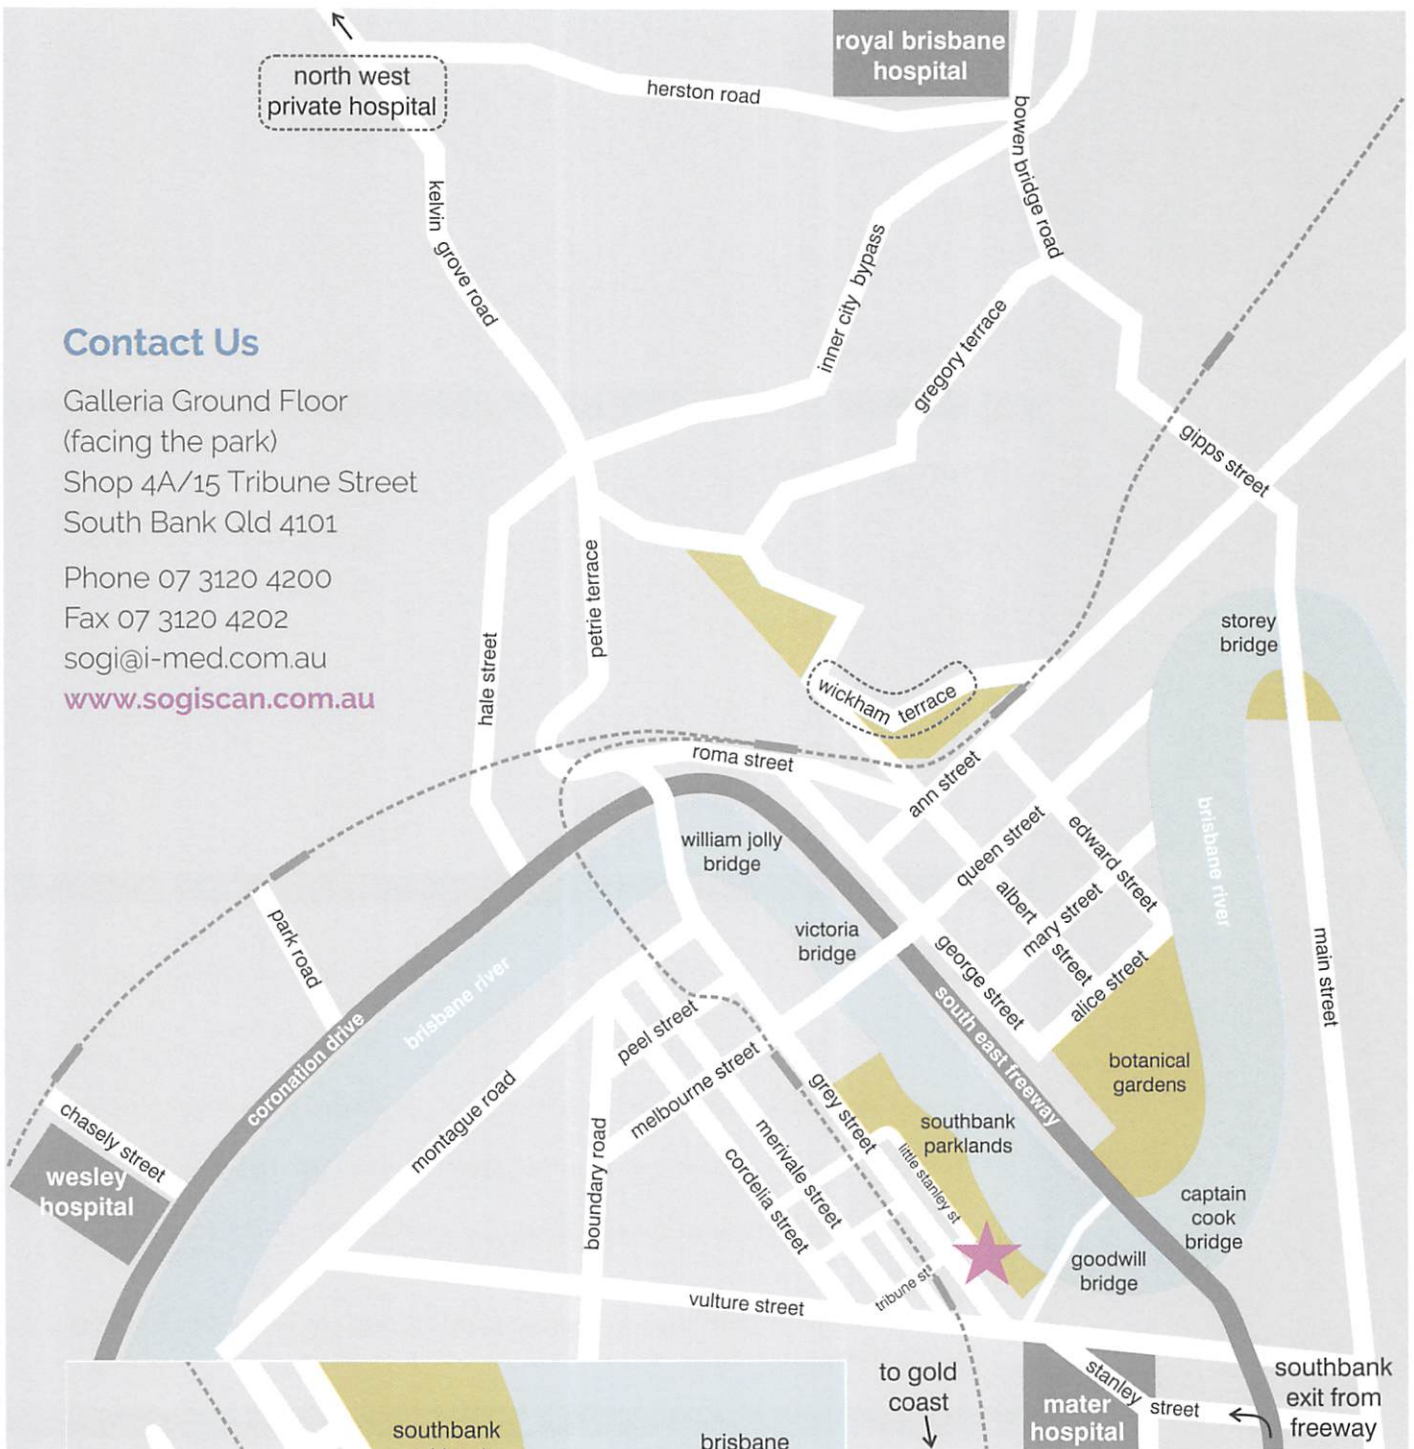 royal brisbane
hospital
north west
private hospital
herston road
bowen bridge road
kelvin grove road
inner city bypass
gregory terrace
Contact Us
Galleria Ground Floor
(facing the park)
Shop 4A/15 Tribune Street
South Bank Qld 4101
Phone 07 3120 4200
Fax 07 3120 4202
sogi@i-med.com.au
www.sogiscan.com.au
gipps street
petrie terrace
hale street
storey
bridge
wickham terrace
roma street
ann street
william jolly
bridge
queen street
edward street
brisbane river
albert street
mary street
park road
victoria
bridge
george street
main street
alice street
brisbane river
south east freeway
coronation drive
peel street
melbourne street
grey street
botanical
gardens
montague road
chasely street
southbank
parklands
boundary road
merivale street
cordelia street
little stanley st
wesley
hospital
captain
cook
bridge
goodwill
bridge
tribune st
vulture street
to gold
coast
stanley street
mater
hospital
southbank
exit from
freeway
southbank
brisbane